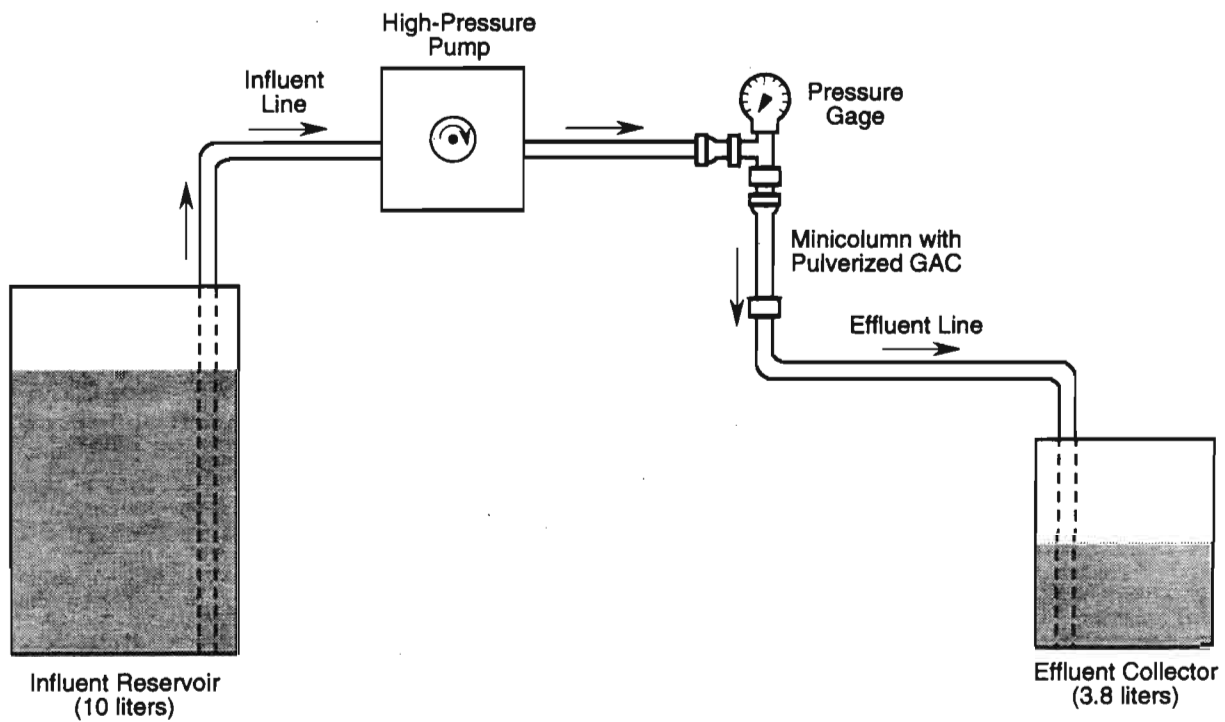 High-Pressure
Pump
Influent
Line
Pressure
Gage
Minicolumn with
Pulverized GAC
Effluent Line
Influent Reservoir
(10 liters)
Effluent Collector
(3.8 liters)